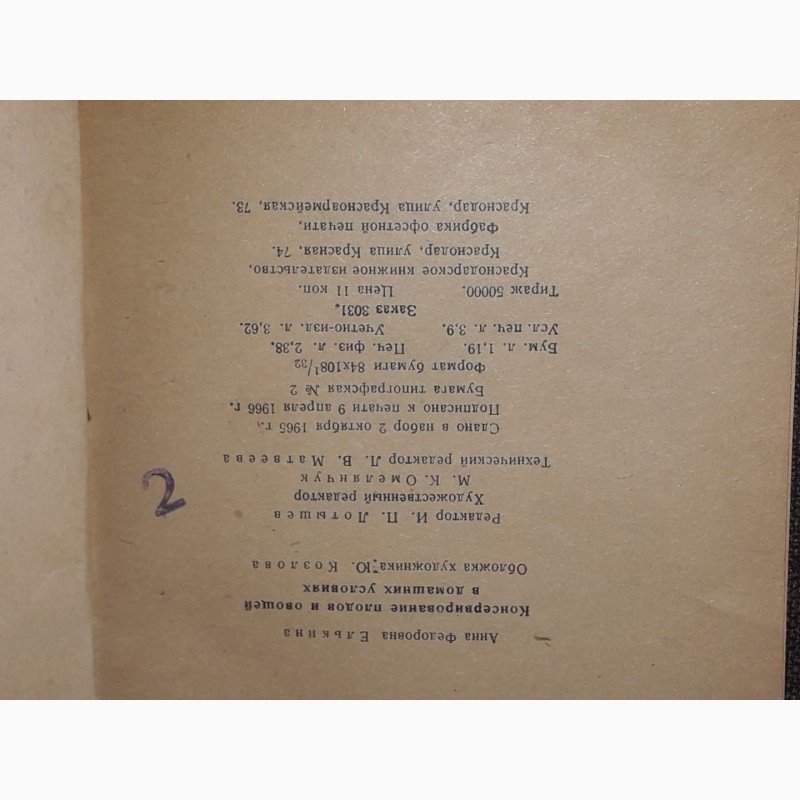 Анна Федоровна Елькина
Консервирование плодов и овощей
в домашних условиях
Обложка художника Ю. Козлова
Редактор И. П. Лотышев
Художественный редактор
М. К. Омелянчук
Технический редактор Л. В. Матвеева
Сдано в набор 2 октября 1965 г.
Подписано к печати 9 апреля 1966 г.
Бумага типографская № 2
Формат бумаги 84х108¹/₃₂
Бум. л. 1,19. Печ. физ. л. 2,38.
Усл. печ. л. 3,9. Учетно-изд. л. 3,62.
Заказ 3031.
Тираж 50000. Цена 11 коп.
Краснодарское книжное издательство,
Краснодар, улица Красная, 74.
Фабрика офсетной печати,
Краснодар, улица Красноармейская, 73.
2